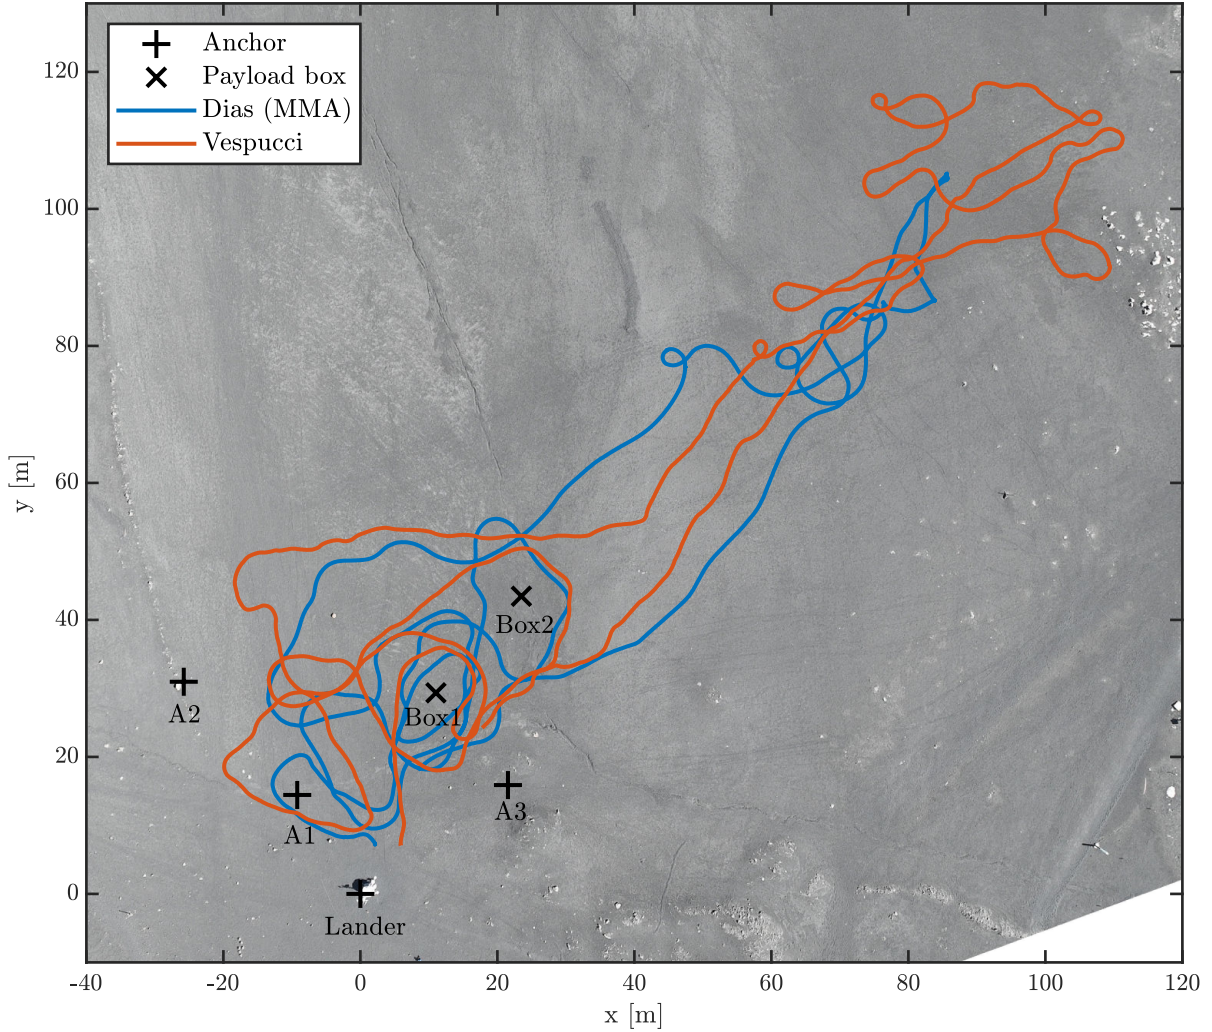 Anchor
Payload box
Dias (MMA)
Vespucci
120
100
80
60
40
20
0
y [m]
Box2
A2
Box1
A3
A1
Lander
-40 -20 0 20 40 60 80 100 120
x [m]